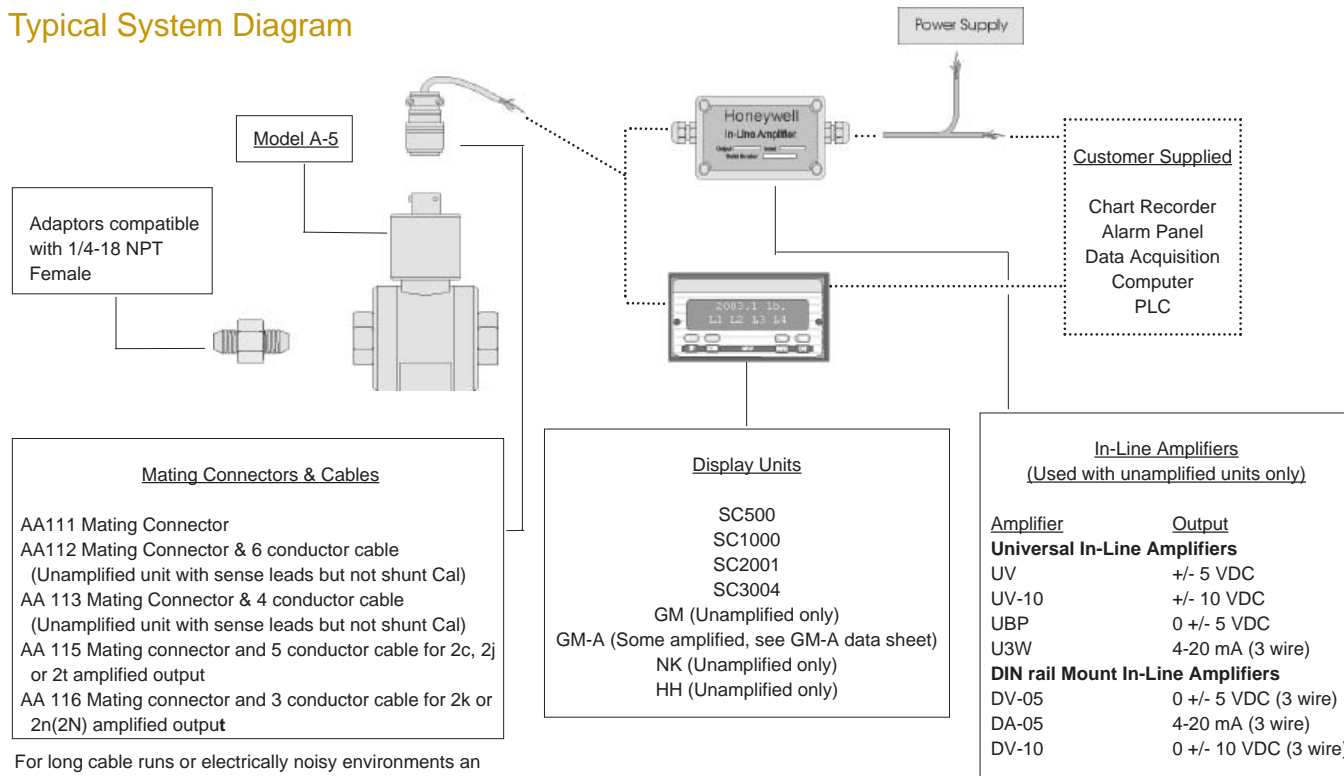 Typical System Diagram
Power Supply
Model A-5
Honeywell
In-Line Amplifier
Output
Input
Serial Number
Customer Supplied
Chart Recorder
Alarm Panel
Data Acquisition
Computer
PLC
Adaptors compatible
with 1/4-18 NPT
Female
2083.1 lb.
L1 L2 L3 L4
Mating Connectors & Cables
AA111 Mating Connector
AA112 Mating Connector & 6 conductor cable
(Unamplified unit with sense leads but not shunt Cal)
AA 113 Mating Connector & 4 conductor cable
(Unamplified unit with sense leads but not shunt Cal)
AA 115 Mating connector and 5 conductor cable for 2c, 2j
or 2t amplified output
AA 116 Mating connector and 3 conductor cable for 2k or
2n(2N) amplified output
For long cable runs or electrically noisy environments an
Display Units
SC500
SC1000
SC2001
SC3004
GM (Unamplified only)
GM-A (Some amplified, see GM-A data sheet)
NK (Unamplified only)
HH (Unamplified only)
In-Line Amplifiers
(Used with unamplified units only)
Amplifier Output
Universal In-Line Amplifiers
UV +/- 5 VDC
UV-10 +/- 10 VDC
UBP 0 +/- 5 VDC
U3W 4-20 mA (3 wire)
DIN rail Mount In-Line Amplifiers
DV-05 0 +/- 5 VDC (3 wire)
DA-05 4-20 mA (3 wire)
DV-10 0 +/- 10 VDC (3 wire)